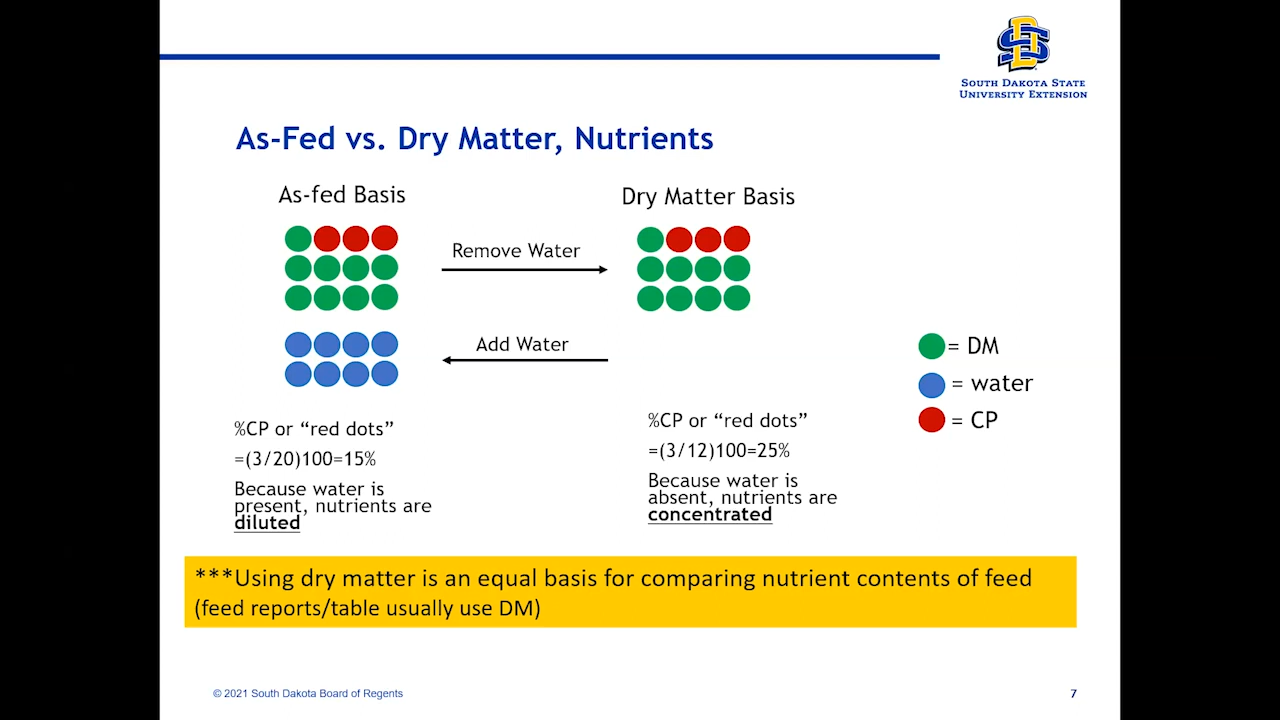 SOUTH DAKOTA STATE
UNIVERSITY EXTENSION
As-Fed vs. Dry Matter, Nutrients
As-fed Basis
Dry Matter Basis
Remove Water
Add Water
= DM
= water
= CP
%CP or “red dots”
=(3/20)100=15%
Because water is
present, nutrients are
diluted
%CP or “red dots”
=(3/12)100=25%
Because water is
absent, nutrients are
concentrated
***Using dry matter is an equal basis for comparing nutrient contents of feed
(feed reports/table usually use DM)
© 2021 South Dakota Board of Regents
7